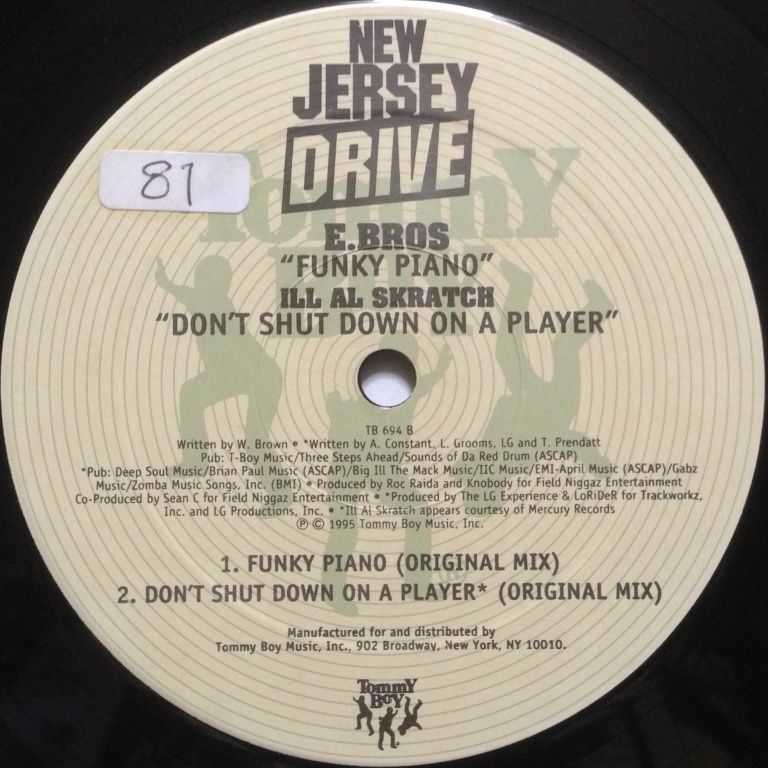 NEW
JERSEY
DRIVE
81
Tommy
Boy
E.BROS
"FUNKY PIANO"
ILL AL SKRATCH
"DON'T SHUT DOWN ON A PLAYER"
TB 694 B
Written by W. Brown • *Written by A. Constant, L. Grooms, LG and T. Prendatt
Pub: T-Boy Music/Three Steps Ahead/Sounds of Da Red Drum (ASCAP)
*Pub: Deep Soul Music/Brian Paul Music (ASCAP)/Big Ill The Mack Music/IIC Music/EMI-April Music (ASCAP)/Gabz
Music/Zomba Music Songs, Inc. (BMI) • Produced by Roc Raida and Knobody for Field Niggaz Entertainment
Co-Produced by Sean C for Field Niggaz Entertainment • *Produced by The LG Experience & LoRiDeR for Trackworkz,
Inc. and LG Productions, Inc. • *Ill Al Skratch appears courtesy of Mercury Records
℗ © 1995 Tommy Boy Music, Inc.
1. FUNKY PIANO (ORIGINAL MIX)
2. DON'T SHUT DOWN ON A PLAYER* (ORIGINAL MIX)
Manufactured for and distributed by
Tommy Boy Music, Inc., 902 Broadway, New York, NY 10010.
Tommy
Boy